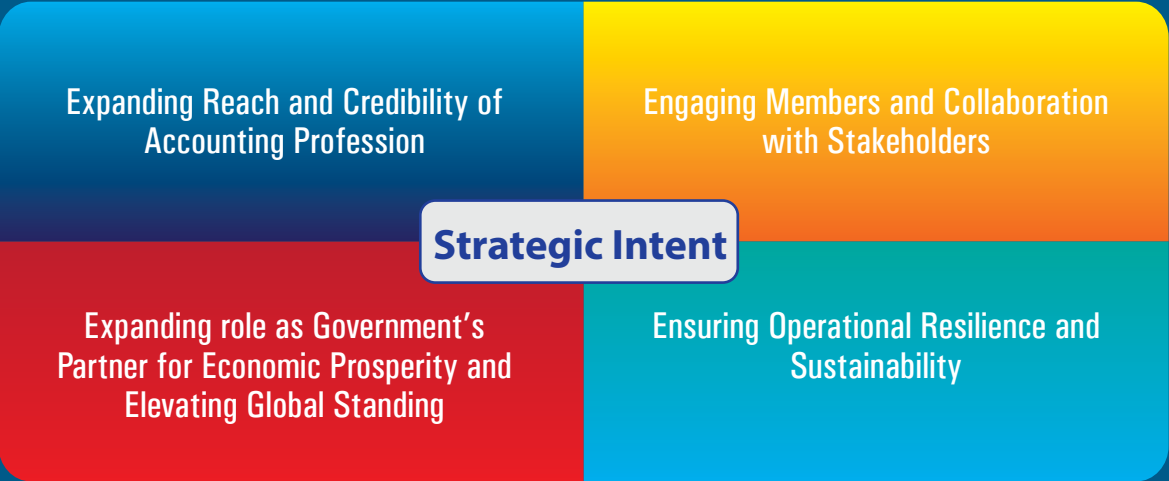 Expanding Reach and Credibility of
Accounting Profession
Engaging Members and Collaboration
with Stakeholders
Strategic Intent
Expanding role as Government’s
Partner for Economic Prosperity and
Elevating Global Standing
Ensuring Operational Resilience and
Sustainability